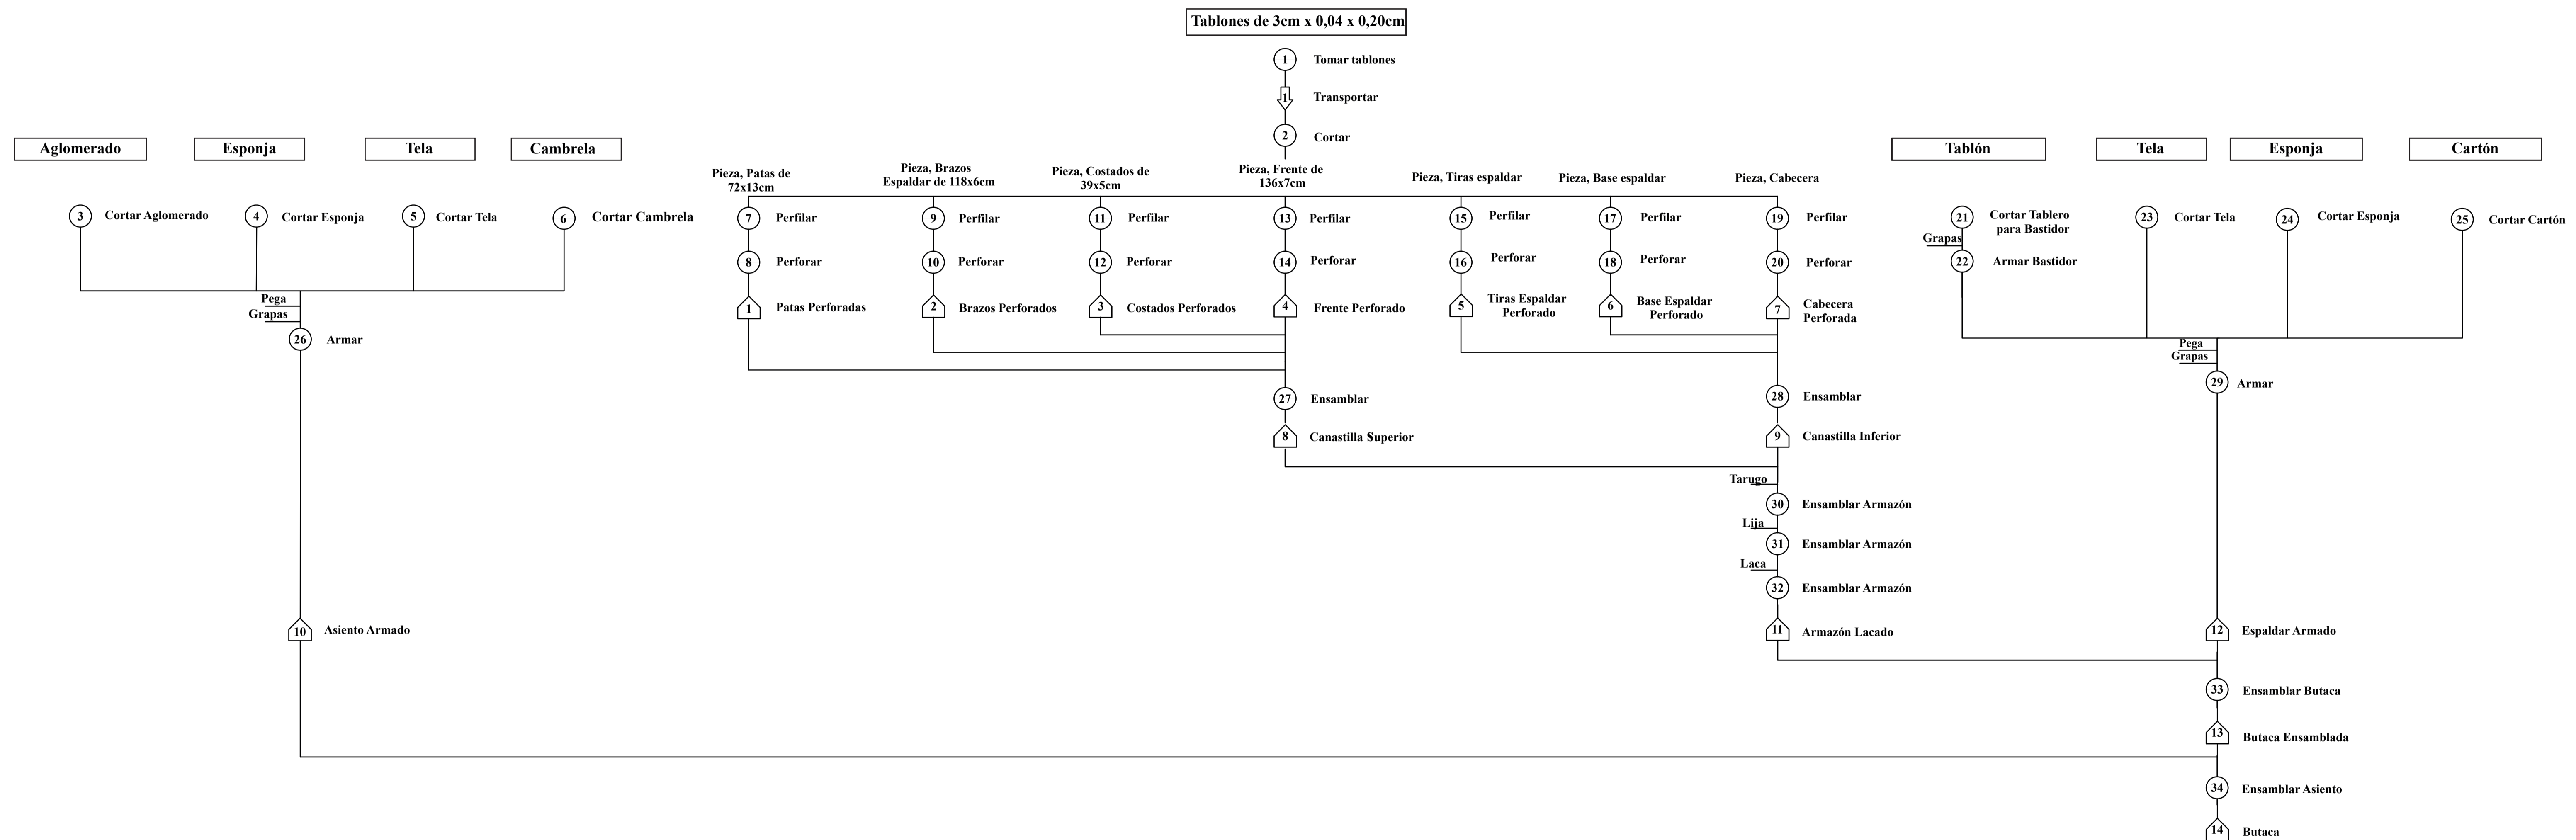 Tablones de 3cm x 0,04 x 0,20cm
1 Tomar tablones
1 Transportar
2 Cortar
Aglomerado
Esponja
Tela
Cambrela
Tablón
Tela
Esponja
Cartón
Pieza, Patas de
72x13cm
Pieza, Brazos
Espaldar de 118x6cm
Pieza, Costados de
39x5cm
Pieza, Frente de
136x7cm
Pieza, Tiras espaldar
Pieza, Base espaldar
Pieza, Cabecera
3 Cortar Aglomerado
4 Cortar Esponja
5 Cortar Tela
6 Cortar Cambrela
7 Perfilar
9 Perfilar
11 Perfilar
13 Perfilar
15 Perfilar
17 Perfilar
19 Perfilar
21 Cortar Tablero
para Bastidor
23 Cortar Tela
24 Cortar Esponja
25 Cortar Cartón
Grapas
8 Perforar
10 Perforar
12 Perforar
14 Perforar
16 Perforar
18 Perforar
20 Perforar
22 Armar Bastidor
Pega
Grapas
1 Patas Perforadas
2 Brazos Perforados
3 Costados Perforados
4 Frente Perforado
5 Tiras Espaldar
Perforado
6 Base Espaldar
Perforado
7 Cabecera
Perforada
26 Armar
Pega
Grapas
29 Armar
27 Ensamblar
28 Ensamblar
8 Canastilla Superior
9 Canastilla Inferior
Tarugo
30 Ensamblar Armazón
Lija
31 Ensamblar Armazón
Laca
32 Ensamblar Armazón
10 Asiento Armado
11 Armazón Lacado
12 Espaldar Armado
33 Ensamblar Butaca
13 Butaca Ensamblada
34 Ensamblar Asiento
14 Butaca